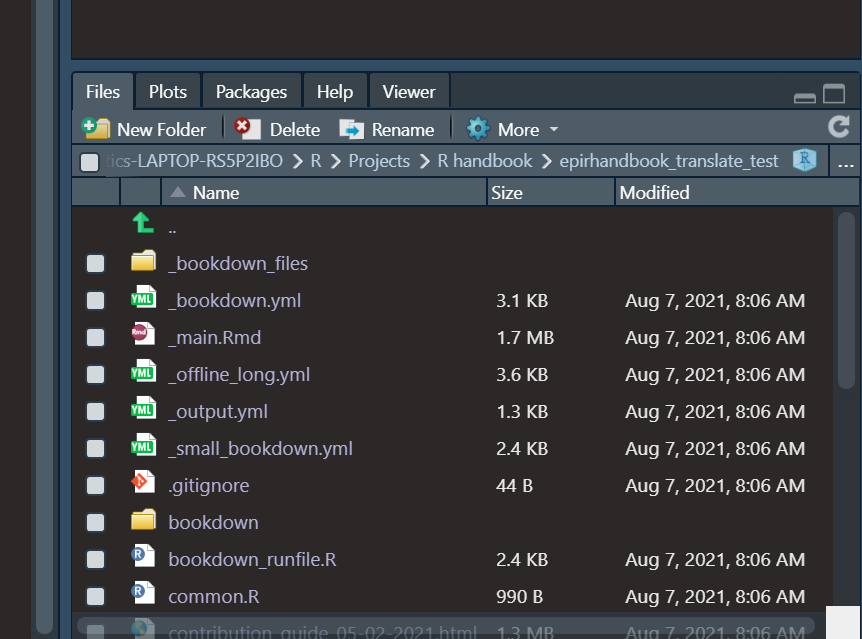 Files Plots Packages Help Viewer
New Folder Delete Rename More
tics-LAPTOP-RS5P2IBO R Projects R handbook epirhandbook_translate_test R ...
Name Size Modified
..
_bookdown_files
YML _bookdown.yml 3.1 KB Aug 7, 2021, 8:06 AM
Rmd _main.Rmd 1.7 MB Aug 7, 2021, 8:06 AM
YML _offline_long.yml 3.6 KB Aug 7, 2021, 8:06 AM
YML _output.yml 1.3 KB Aug 7, 2021, 8:06 AM
YML _small_bookdown.yml 2.4 KB Aug 7, 2021, 8:06 AM
.gitignore 44 B Aug 7, 2021, 8:06 AM
bookdown
R bookdown_runfile.R 2.4 KB Aug 7, 2021, 8:06 AM
R common.R 990 B Aug 7, 2021, 8:06 AM
contribution_guide_05-02-2021.html 1.3 MB Aug 7, 2021, 8:06 AM